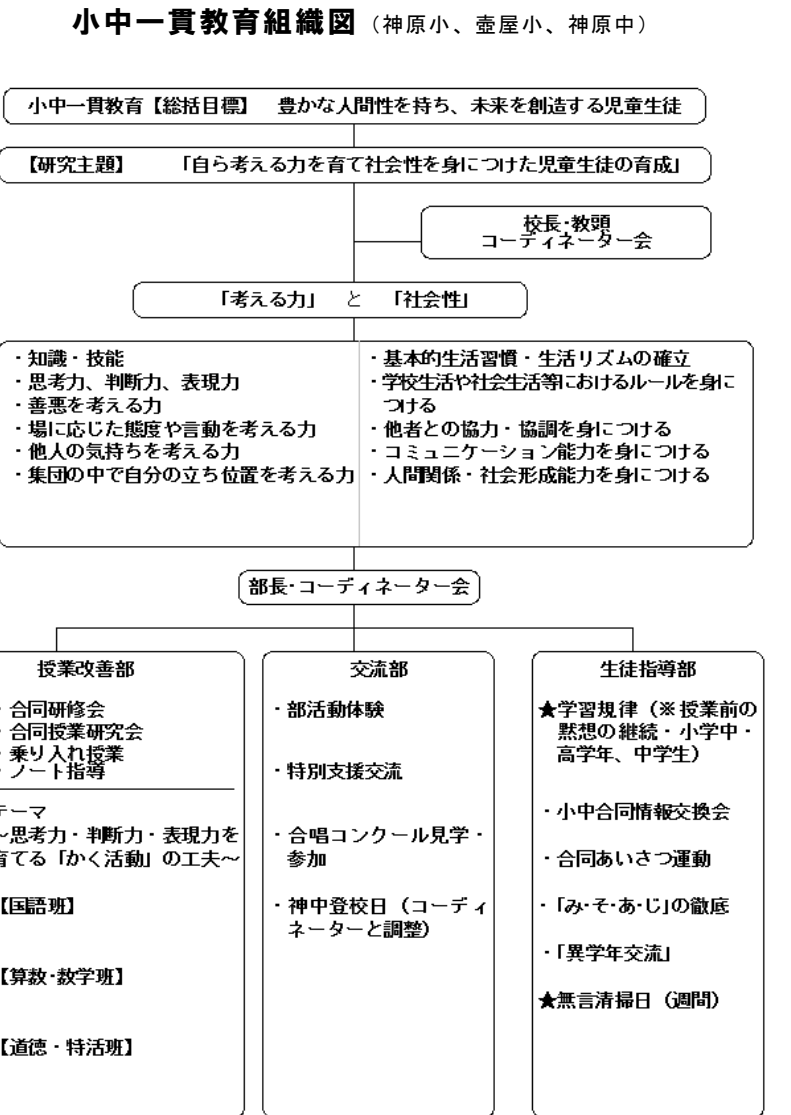 小中一貫教育組織図（神原小、壺屋小、神原中）
小中一貫教育【総括目標】　豊かな人間性を持ち、未来を創造する児童生徒
【研究主題】　「自ら考える力を育て社会性を身につけた児童生徒の育成」
校長・教頭
コーディネーター会
「考える力」　と　「社会性」
・知識・技能
・思考力、判断力、表現力
・善悪を考える力
・場に応じた態度や言動を考える力
・他人の気持ちを考える力
・集団の中で自分の立ち位置を考える力
・基本的生活習慣・生活リズムの確立
・学校生活や社会生活等におけるルールを身に
つける
・他者との協力・協調を身につける
・コミュニケーション能力を身につける
・人間関係・社会形成能力を身につける
部長・コーディネーター会
授業改善部
・合同研修会
・合同授業研究会
・乗り入れ授業
・ノート指導
テーマ
～思考力・判断力・表現力を
育てる「かく活動」の工夫～
【国語班】
【算数・数学班】
【道徳・特活班】
交流部
・部活動体験
・特別支援交流
・合唱コンクール見学・
参加
・神中登校日（コーディ
ネーターと調整）
生徒指導部
★学習規律（※授業前の
黙想の継続・小学中・
高学年、中学生）
・小中合同情報交換会
・合同あいさつ運動
・「み・そ・あ・じ」の徹底
・「異学年交流」
★無言清掃日（週間）